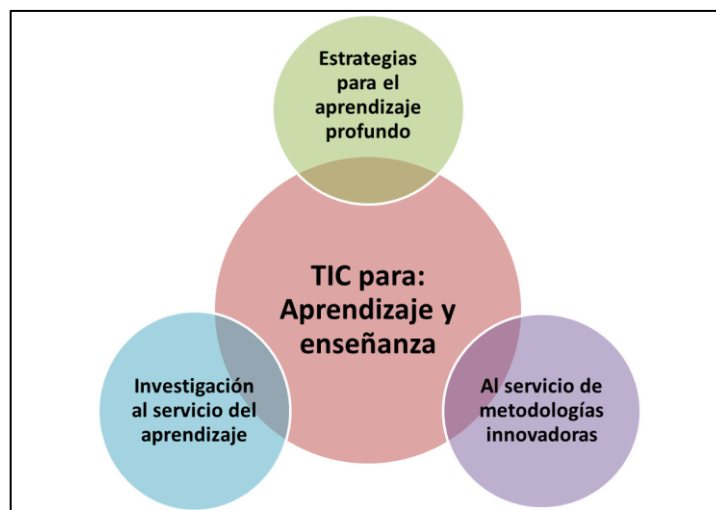 Estrategias
para el
aprendizaje
profundo
TIC para:
Aprendizaje y
enseñanza
Investigación
al servicio del
aprendizaje
Al servicio de
metodologías
innovadoras